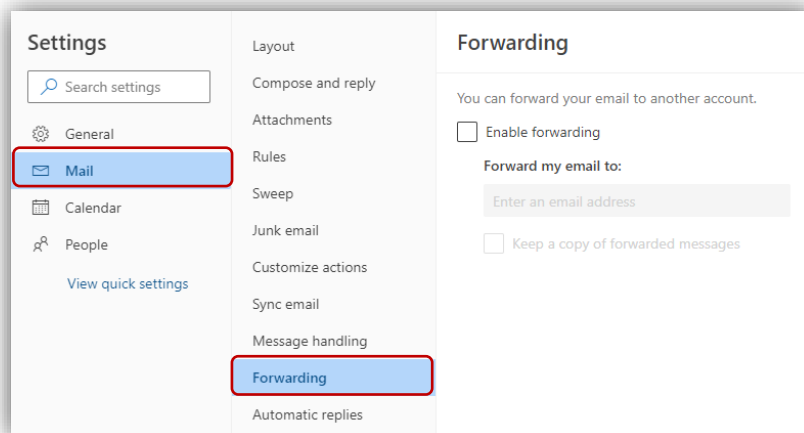 Settings
Search settings
General
Mail
Calendar
People
View quick settings
Layout
Compose and reply
Attachments
Rules
Sweep
Junk email
Customize actions
Sync email
Message handling
Forwarding
Automatic replies
Forwarding
You can forward your email to another account.
Enable forwarding
Forward my email to:
Enter an email address
Keep a copy of forwarded messages